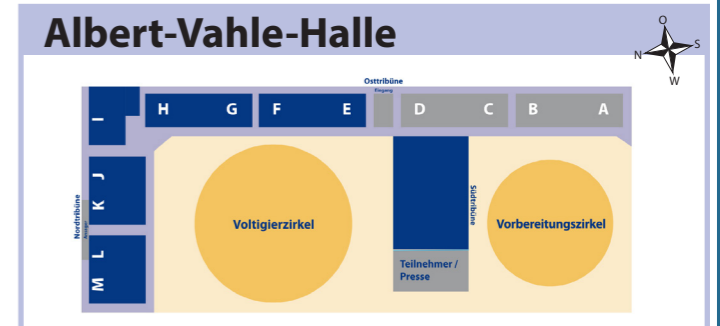 Albert-Vahle-Halle
O
N
S
W
Osttribüne
Eingang
I
H
G
F
E
D
C
B
A
J
K
L
M
Nordtribüne
Voltigierzirkel
Südtribüne
Vorbereitungszirkel
Teilnehmer /
Presse